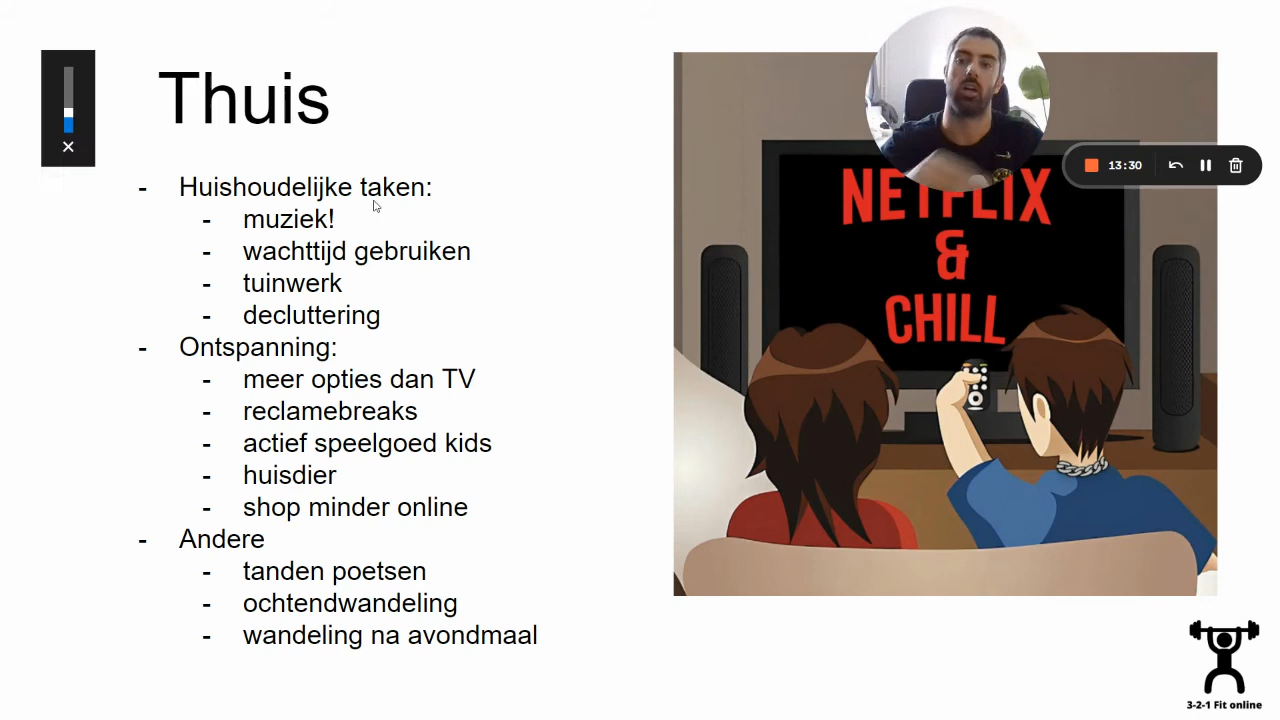 Thuis
- Huishoudelijke taken:
- muziek!
- wachttijd gebruiken
- tuinwerk
- decluttering
- Ontspanning:
- meer opties dan TV
- reclamebreaks
- actief speelgoed kids
- huisdier
- shop minder online
- Andere
- tanden poetsen
- ochtendwandeling
- wandeling na avondmaal
NETFLIX
&
CHILL
13:30
3-2-1 Fit online